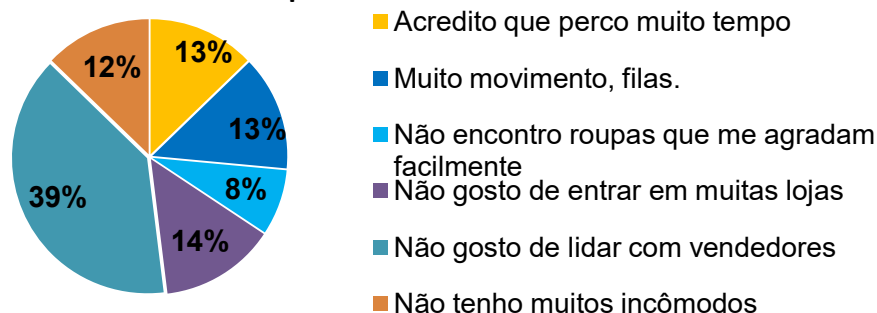 13%
13%
8%
14%
39%
12%
Acredito que perco muito tempo
Muito movimento, filas.
Não encontro roupas que me agradam
facilmente
Não gosto de entrar em muitas lojas
Não gosto de lidar com vendedores
Não tenho muitos incômodos